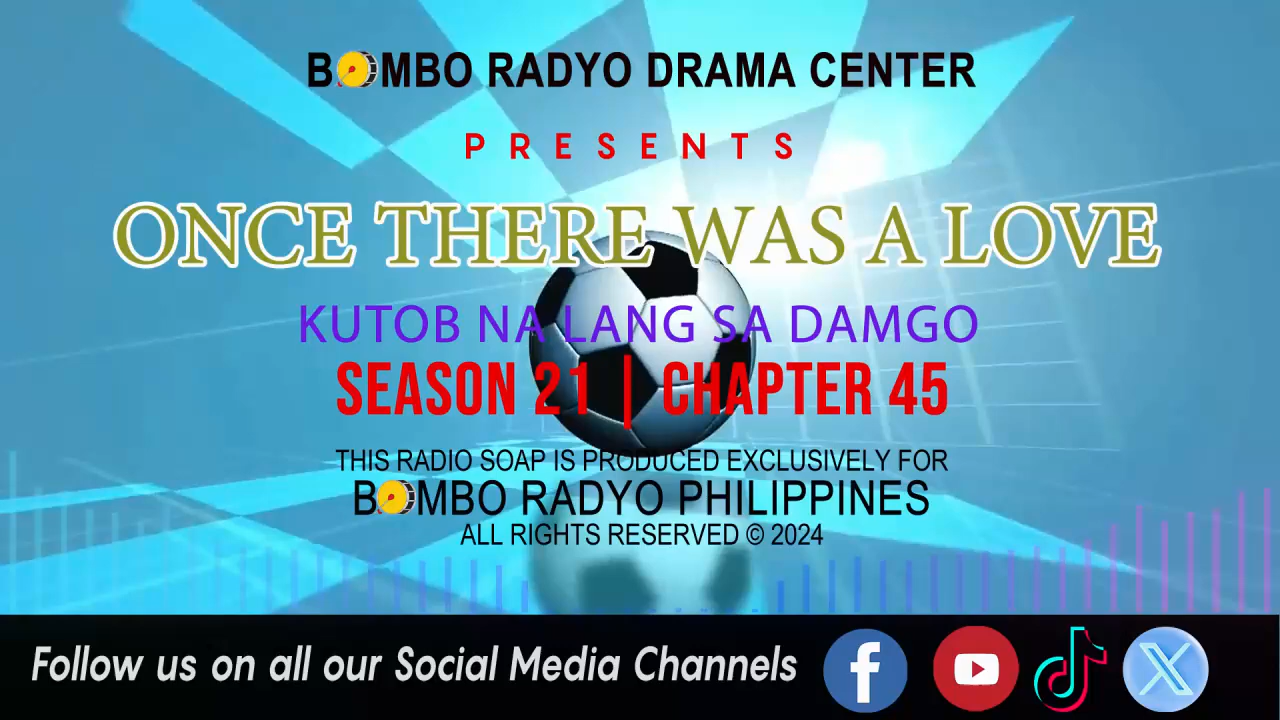 BOMBO RADYO DRAMA CENTER
PRESENTS
ONCE THERE WAS A LOVE
KUTOB NA LANG SA DAMGO
SEASON 21 | CHAPTER 45
THIS RADIO SOAP IS PRODUCED EXCLUSIVELY FOR
BOMBO RADYO PHILIPPINES
ALL RIGHTS RESERVED © 2024
Follow us on all our Social Media Channels